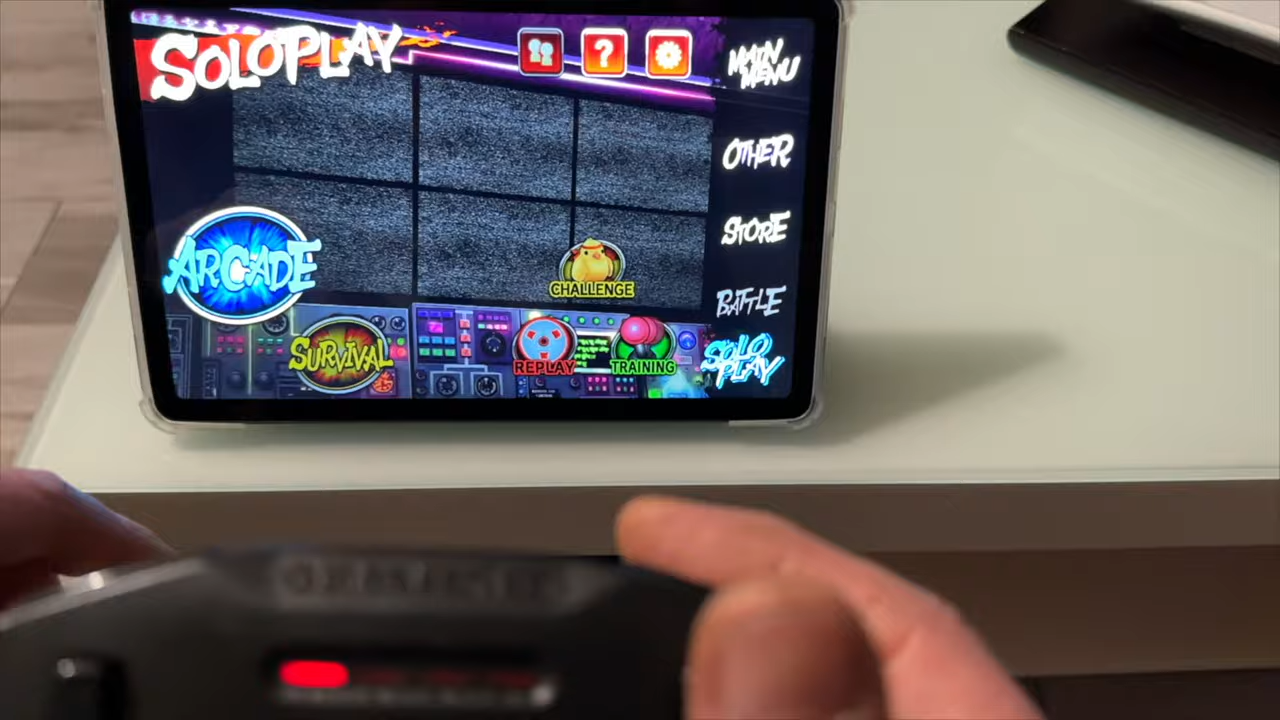 SOLOPLAY
?
MAIN
MENU
OTHER
STORE
BATTLE
SOLO
PLAY
ARCADE
CHALLENGE
SURVIVAL
REPLAY
TRAINING